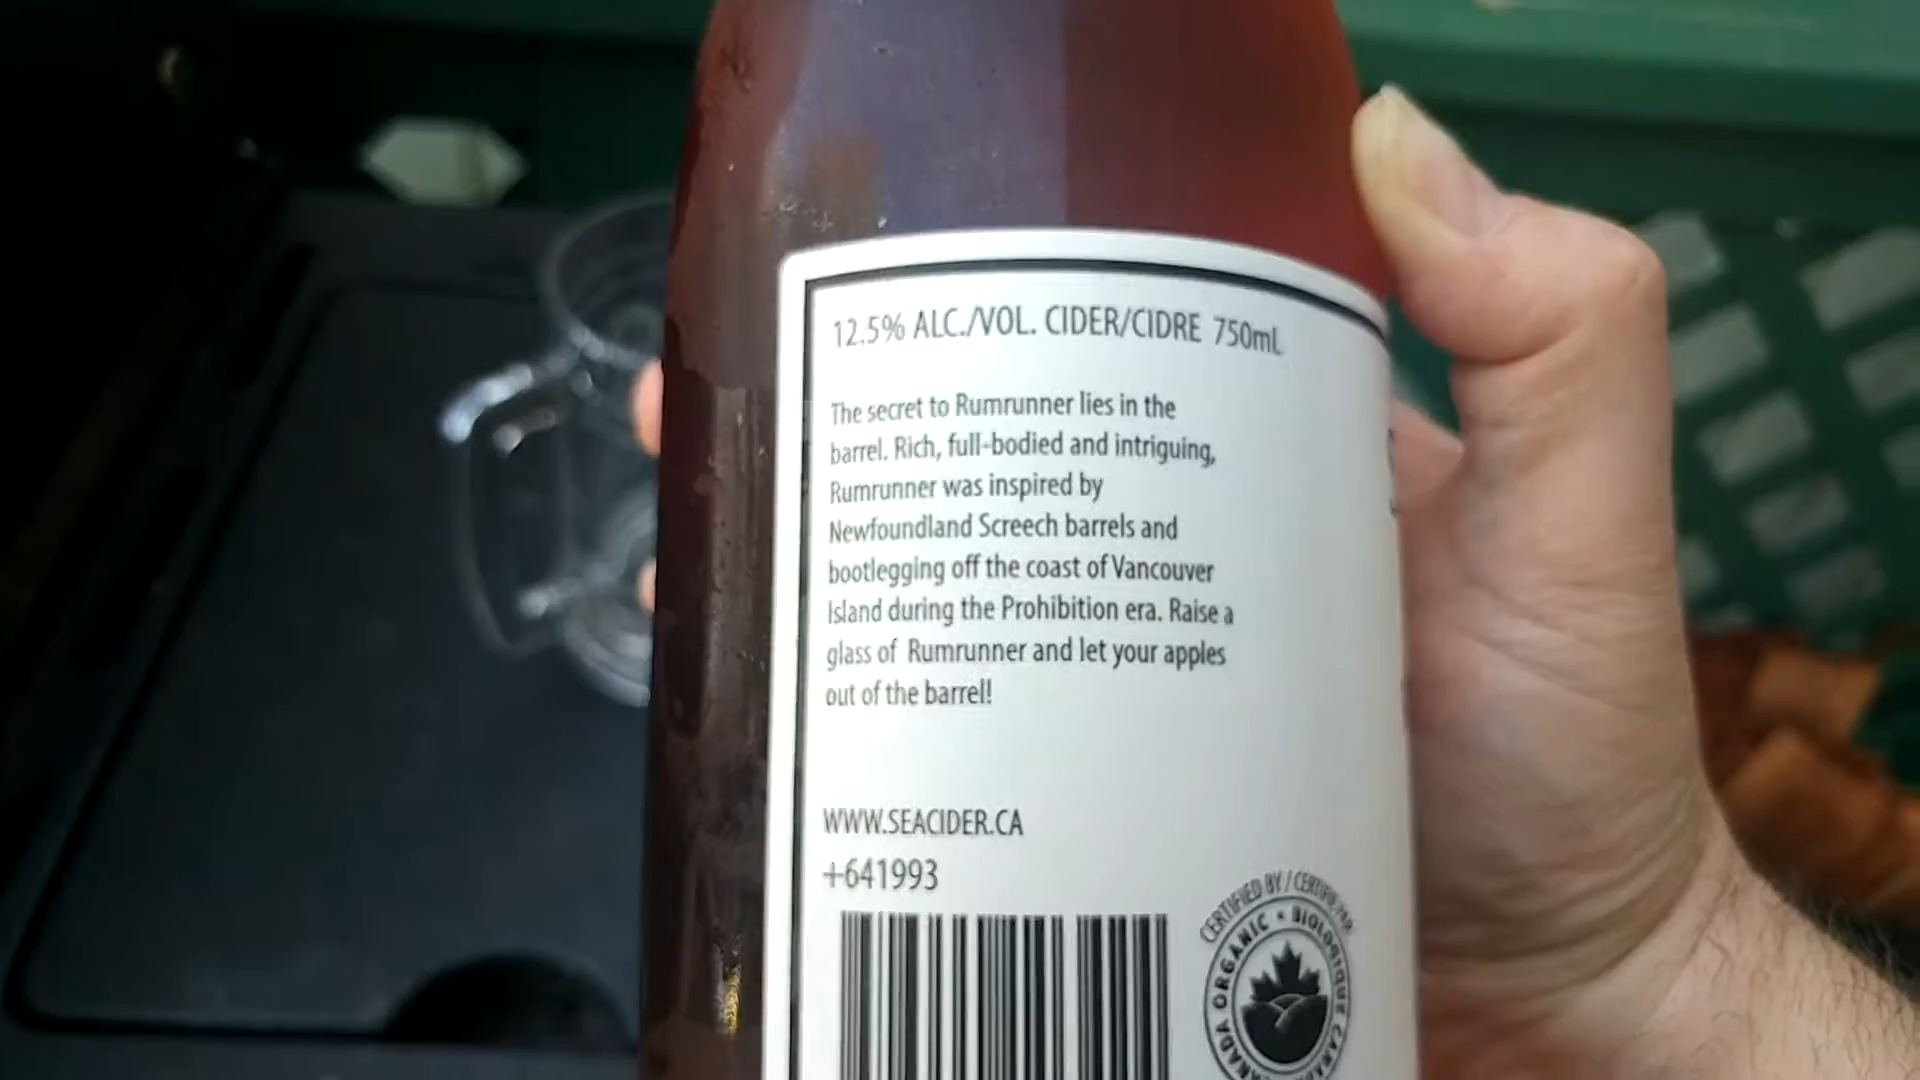 12.5% ALC./VOL. CIDER/CIDRE 750mL
The secret to Rumrunner lies in the
barrel. Rich, full-bodied and intriguing,
Rumrunner was inspired by
Newfoundland Screech barrels and
bootlegging off the coast of Vancouver
Island during the Prohibition era. Raise a
glass of Rumrunner and let your apples
out of the barrel!
WWW.SEACIDER.CA
+641993
CERTIFIED BY / CERTIFIÉ PAR
CANADA ORGANIC • BIOLOGIQUE CANADA